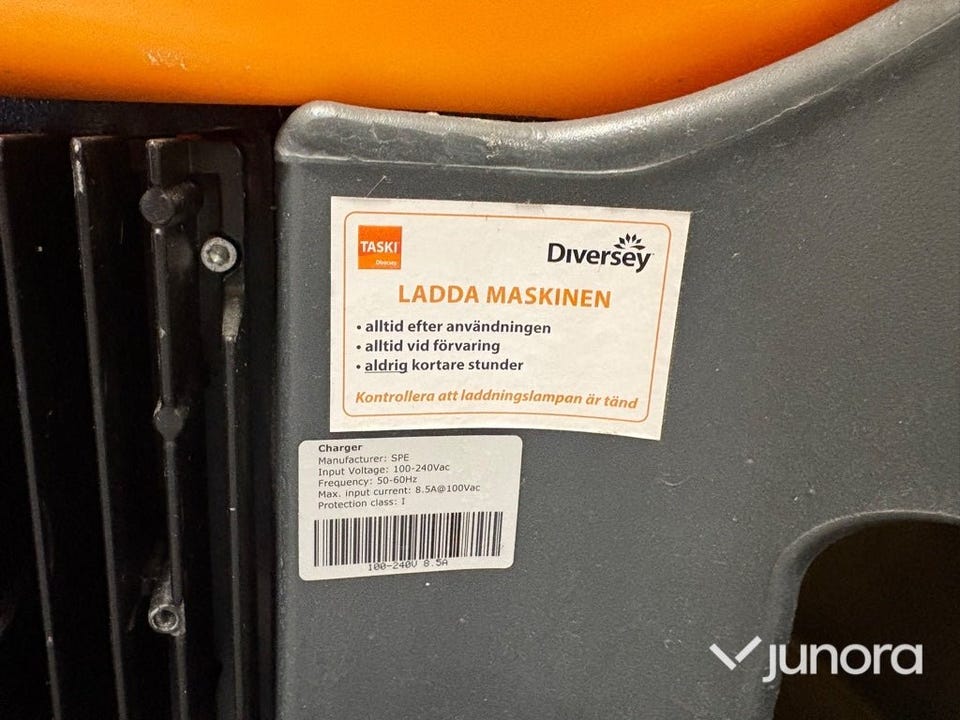 TASKI
Diversey
Diversey
LADDA MASKINEN
• alltid efter användningen
• alltid vid förvaring
• aldrig kortare stunder
Kontrollera att laddningslampan är tänd
Charger
Manufacturer: SPE
Input Voltage: 100-240Vac
Frequency: 50-60Hz
Max. input current: 8.5A@100Vac
Protection class: I
100-240V 8.5A
junora